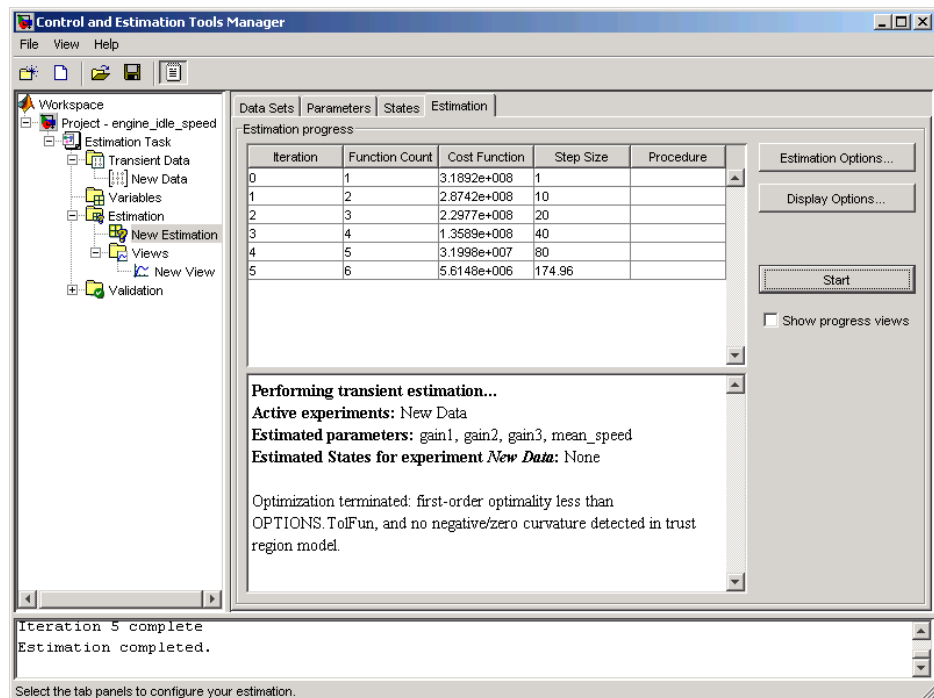 Control and Estimation Tools Manager
File View Help
Workspace
Project - engine_idle_speed
Estimation Task
Transient Data
New Data
Variables
Estimation
New Estimation
Views
New View
Validation
Data Sets Parameters States Estimation
Estimation progress
Iteration Function Count Cost Function Step Size Procedure
0 1 3.1892e+008 1
1 2 2.8742e+008 10
2 3 2.2977e+008 20
3 4 1.3589e+008 40
4 5 3.1998e+007 80
5 6 5.6148e+006 174.96
Estimation Options...
Display Options...
Start
Show progress views
Performing transient estimation...
Active experiments: New Data
Estimated parameters: gain1, gain2, gain3, mean_speed
Estimated States for experiment New Data: None
Optimization terminated: first-order optimality less than
OPTIONS.TolFun, and no negative/zero curvature detected in trust
region model.
Iteration 5 complete
Estimation completed.
Select the tab panels to configure your estimation.